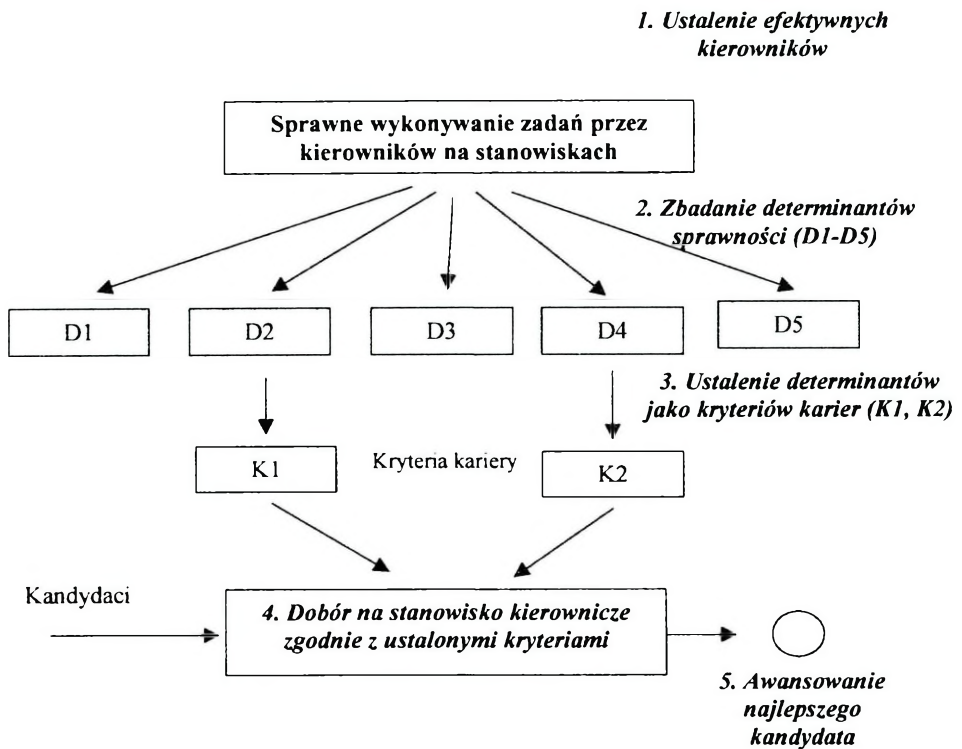 1. Ustalenie efektywnych
kierowników
Sprawne wykonywanie zadań przez
kierowników na stanowiskach
2. Zbadanie determinantów
sprawności (D1-D5)
D1
D2
D3
D4
D5
3. Ustalenie determinantów
jako kryteriów karier (K1, K2)
K1
Kryteria kariery
K2
Kandydaci
4. Dobór na stanowisko kierownicze
zgodnie z ustalonymi kryteriami
5. Awansowanie
najlepszego
kandydata